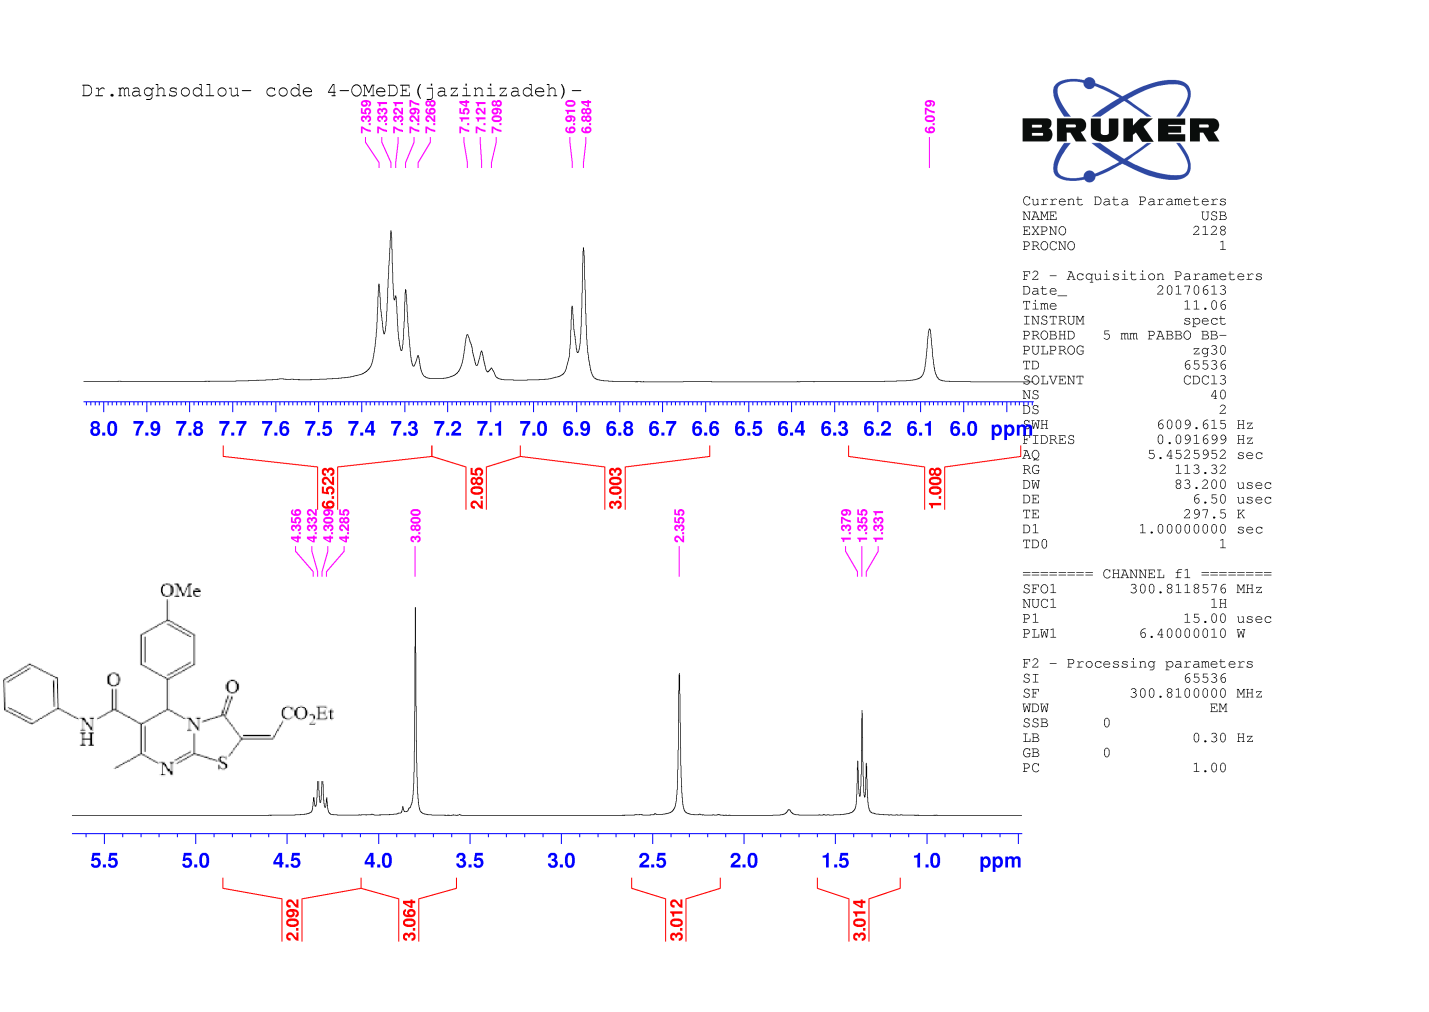 Dr.maghsodlou- code 4-OMeDE(jazinizadeh)-
7.359
7.331
7.321
7.297
7.268
7.154
7.121
7.098
6.910
6.884
6.079
8.0 7.9 7.8 7.7 7.6 7.5 7.4 7.3 7.2 7.1 7.0 6.9 6.8 6.7 6.6 6.5 6.4 6.3 6.2 6.1 6.0 ppm
6.523
2.085
3.003
1.008
4.356
4.332
4.309
4.285
3.800
2.355
1.379
1.355
1.331
OMe
O
O
N
H
N
CO2Et
N
S
5.5 5.0 4.5 4.0 3.5 3.0 2.5 2.0 1.5 1.0 ppm
2.092
3.064
3.012
3.014
BRUKER
Current Data Parameters
NAME USB
EXPNO 2128
PROCNO 1
F2 - Acquisition Parameters
Date_ 20170613
Time 11.06
INSTRUM spect
PROBHD 5 mm PABBO BB-
PULPROG zg30
TD 65536
SOLVENT CDCl3
NS 40
DS 2
SWH 6009.615 Hz
FIDRES 0.091699 Hz
AQ 5.4525952 sec
RG 113.32
DW 83.200 usec
DE 6.50 usec
TE 297.5 K
D1 1.00000000 sec
TD0 1
======== CHANNEL f1 ========
SFO1 300.8118576 MHz
NUC1 1H
P1 15.00 usec
PLW1 6.40000010 W
F2 - Processing parameters
SI 65536
SF 300.8100000 MHz
WDW EM
SSB 0
LB 0.30 Hz
GB 0
PC 1.00